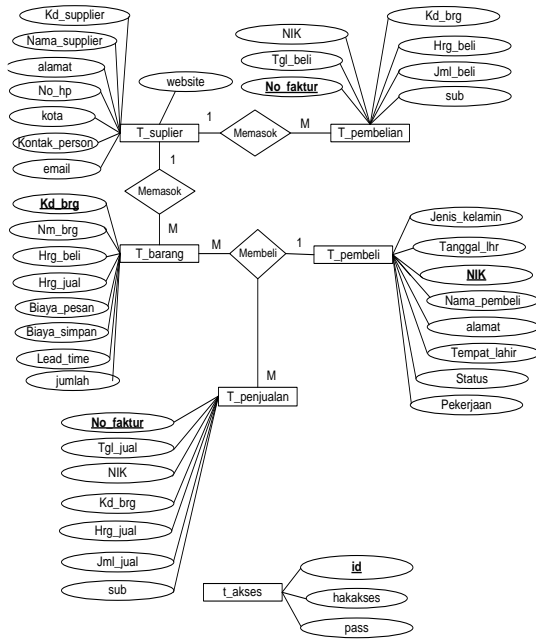 Kd_supplier
Nama_supplier
alamat
No_hp
kota
Kontak_person
email
website
T_suplier
1
Memasok
M
T_pembelian
NIK
Tgl_beli
No_faktur
Kd_brg
Hrg_beli
Jml_beli
sub
1
Memasok
M
Kd_brg
Nm_brg
Hrg_beli
Hrg_jual
Biaya_pesan
Biaya_simpan
Lead_time
jumlah
T_barang
M
Membeli
1
T_pembeli
Jenis_kelamin
Tanggal_lhr
NIK
Nama_pembeli
alamat
Tempat_lahir
Status
Pekerjaan
M
T_penjualan
No_faktur
Tgl_jual
NIK
Kd_brg
Hrg_jual
Jml_jual
sub
t_akses
id
hakakses
pass